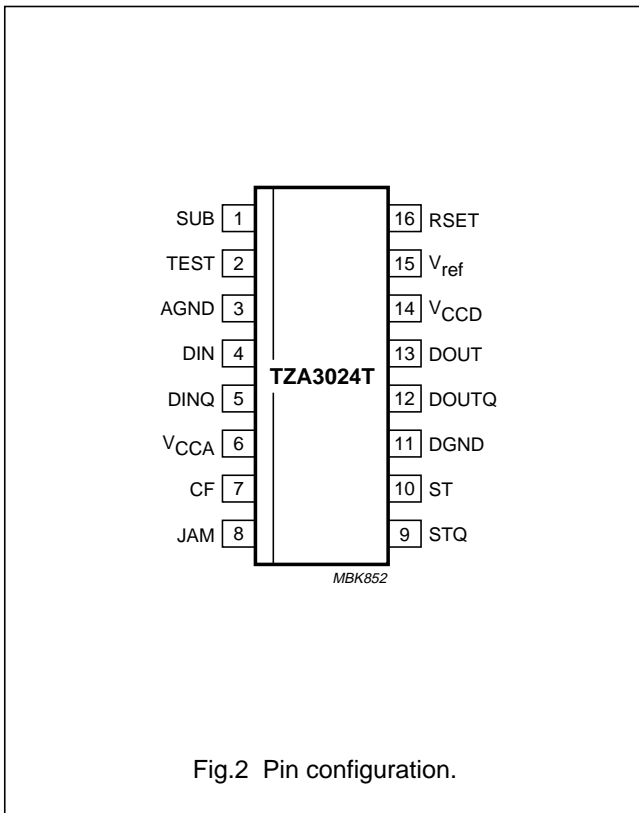 SUB 1
TEST 2
AGND 3
DIN 4
DINQ 5
VCCA 6
CF 7
JAM 8
TZA3024T
16 RSET
15 Vref
14 VCCD
13 DOUT
12 DOUTQ
11 DGND
10 ST
9 STQ
MBK852
Fig.2 Pin configuration.